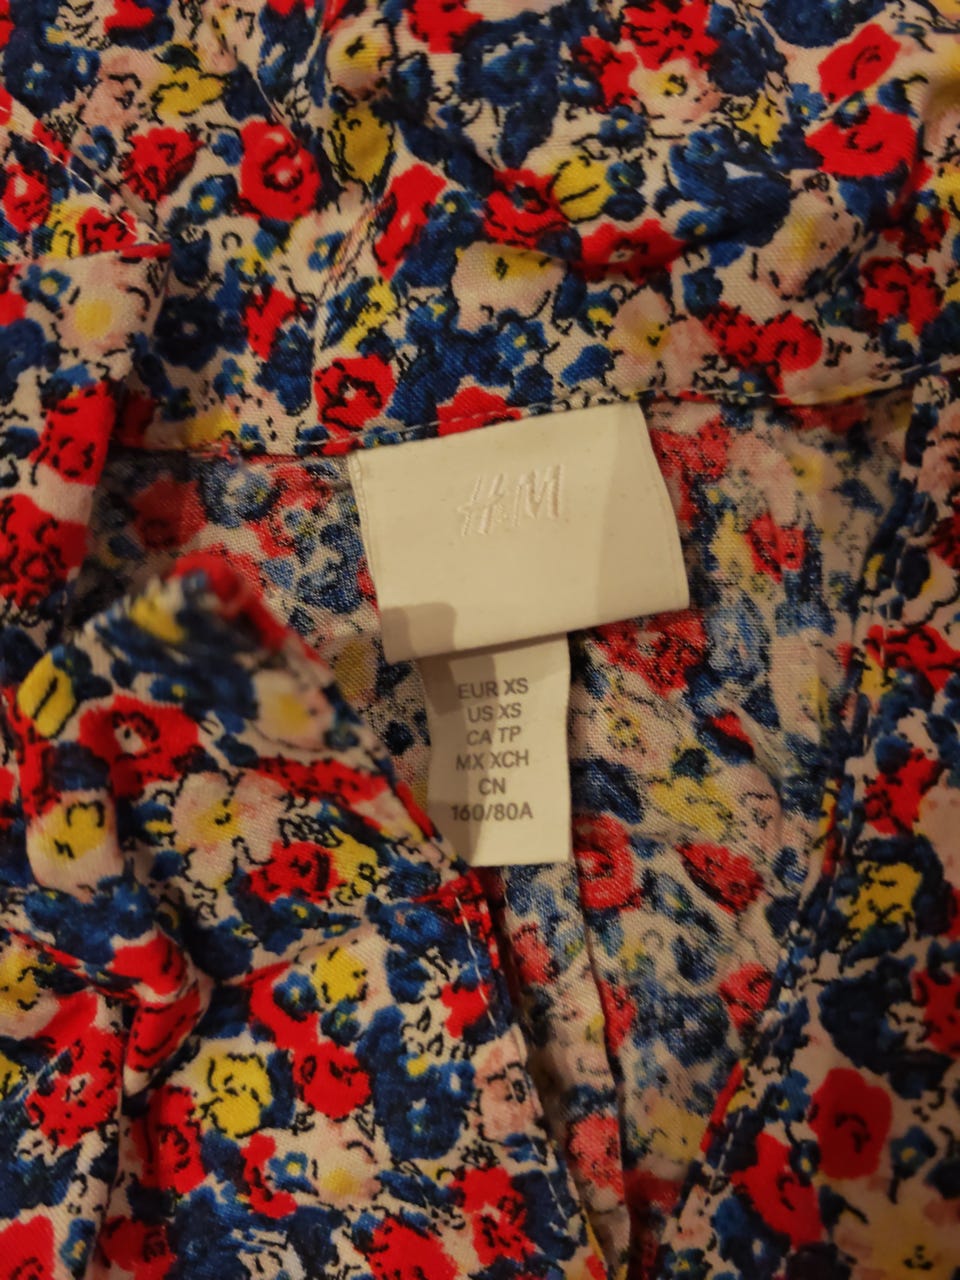 H&M
EUR XS
US XS
CA TP
MX XCH
CN
160/80A